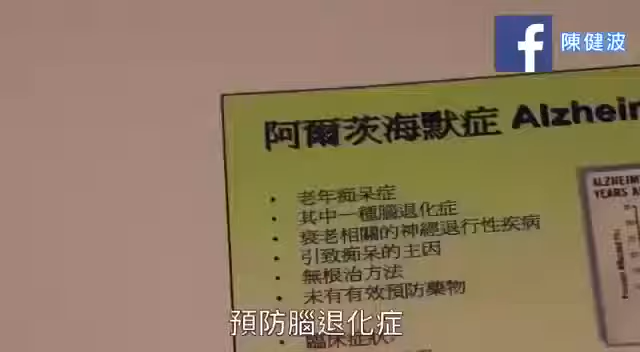 陳健波
阿爾茨海默症 Alzheim
老年痴呆症
其中一種腦退化症
衰老相關的神經退行性疾病
引致痴呆的主因
無根治方法
未有有效預防藥物
臨床症狀
ALZHEIM
YEARS A
預防腦退化症